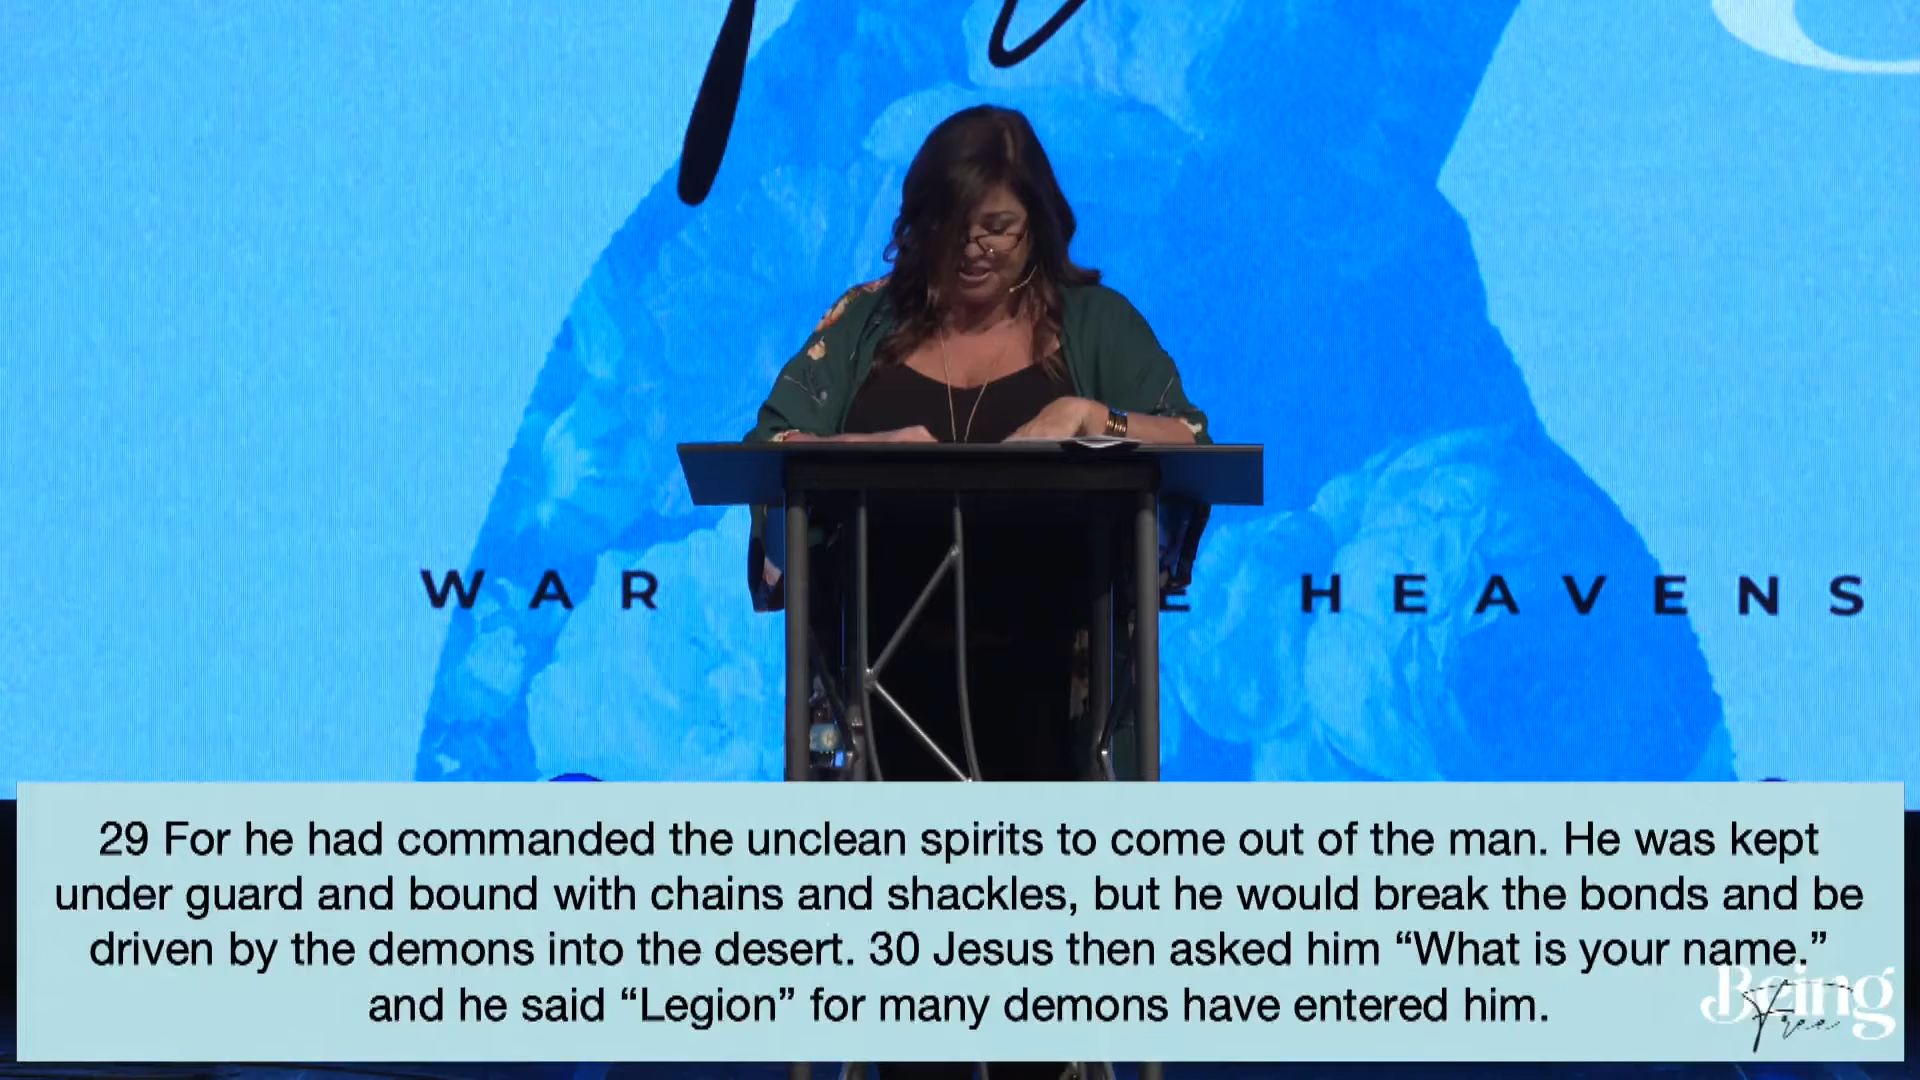 WAR E HEAVENS
29 For he had commanded the unclean spirits to come out of the man. He was kept
under guard and bound with chains and shackles, but he would break the bonds and be
driven by the demons into the desert. 30 Jesus then asked him “What is your name.”
and he said “Legion” for many demons have entered him.
Being
Free